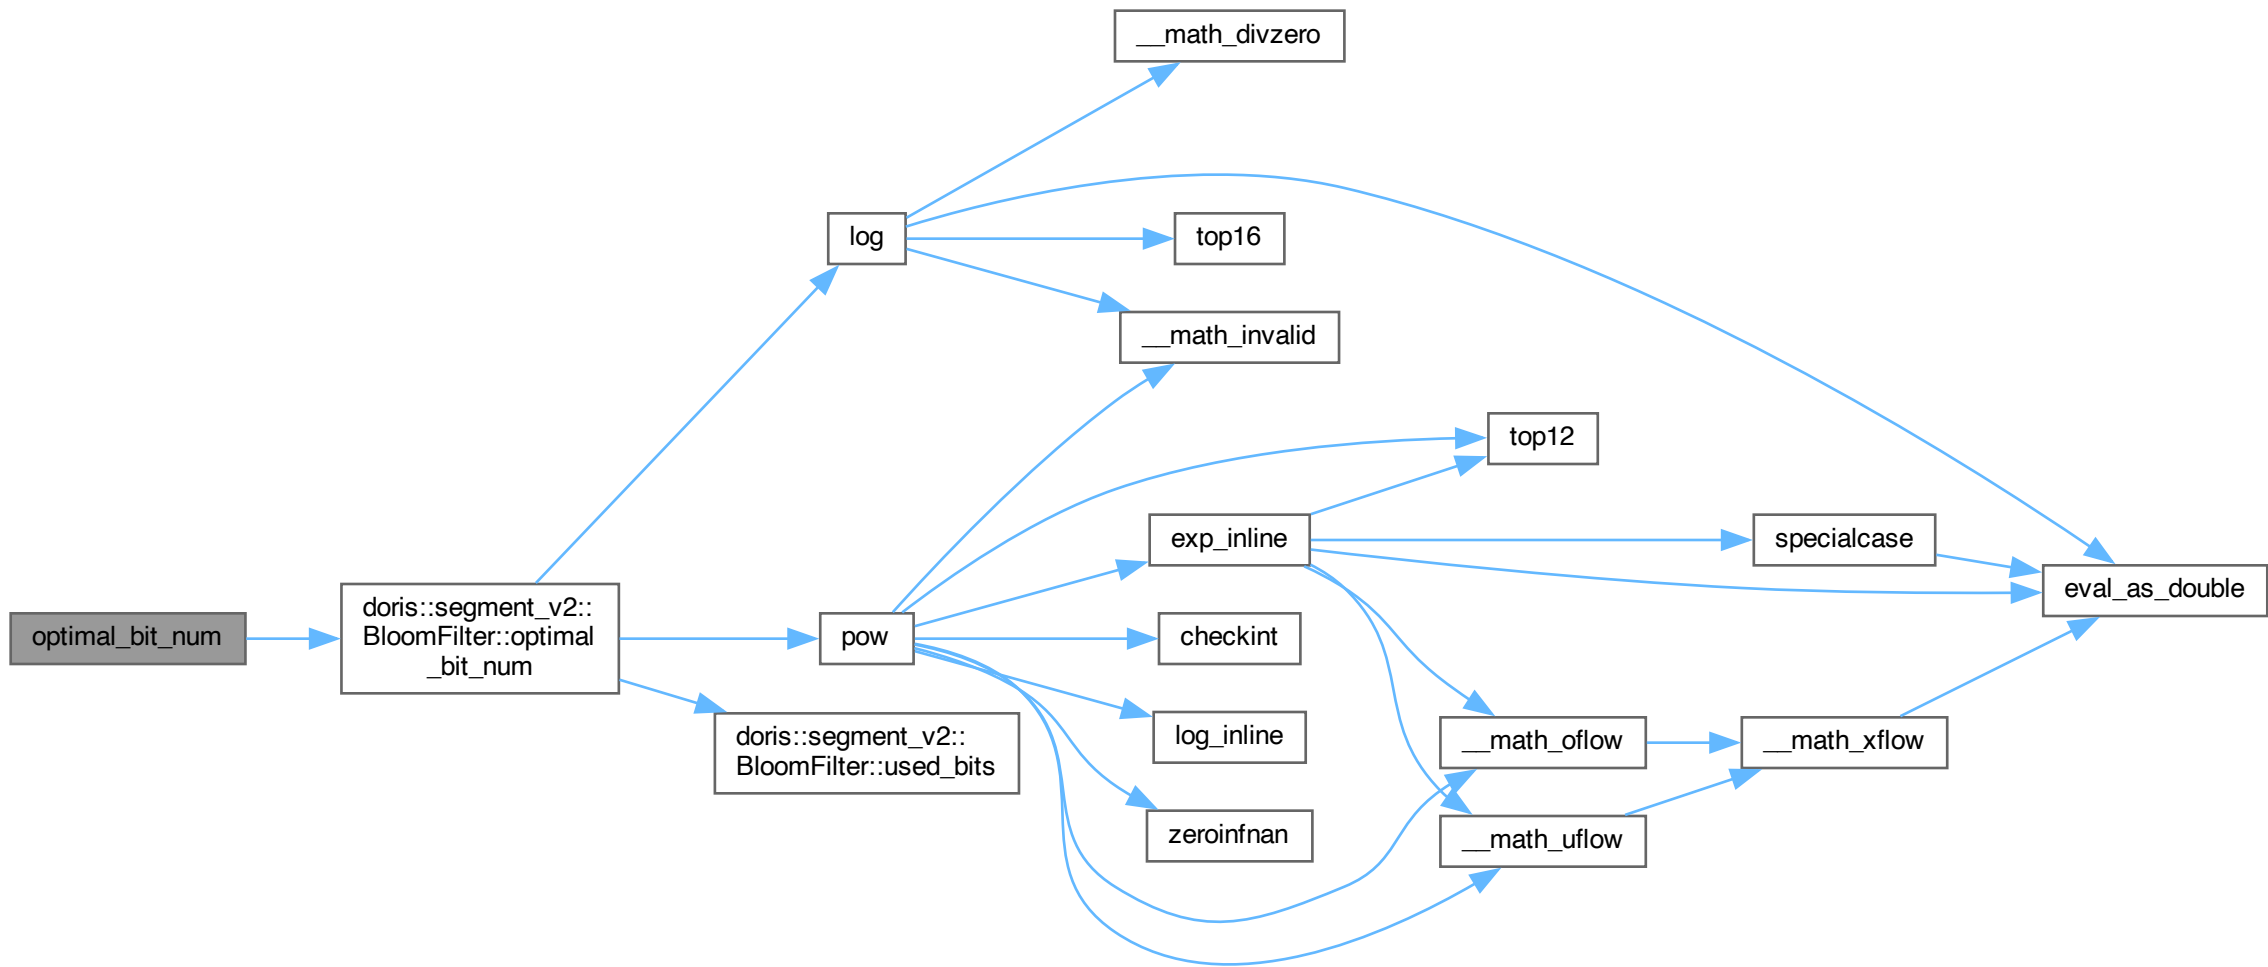 __math_divzero
log
top16
__math_invalid
top12
exp_inline
specialcase
eval_as_double
optimal_bit_num
doris::segment_v2::
BloomFilter::optimal
_bit_num
pow
checkint
doris::segment_v2::
BloomFilter::used_bits
log_inline
__math_oflow
__math_xflow
zeroinfnan
__math_uflow